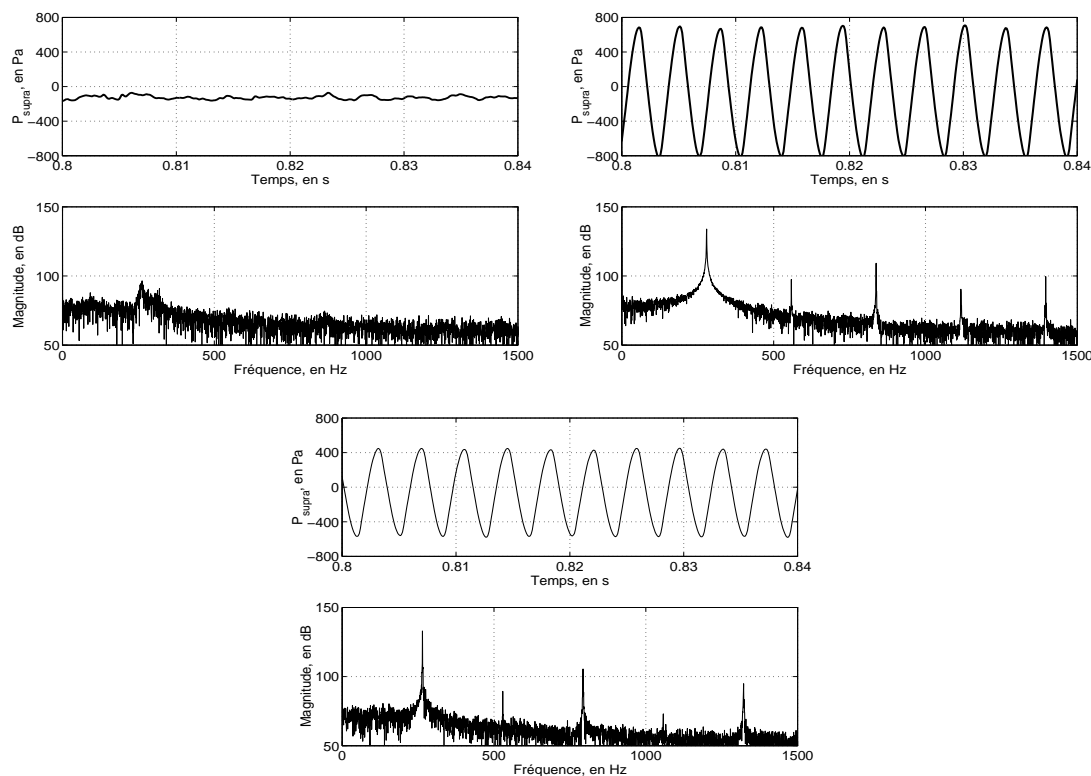 800
400
0
−400
−800
P_supra, en Pa
0.8 0.81 0.82 0.83 0.84
Temps, en s
150
100
50
Magnitude, en dB
0 500 1000 1500
Fréquence, en Hz
800
400
0
−400
−800
P_supra, en Pa
0.8 0.81 0.82 0.83 0.84
Temps, en s
150
100
50
Magnitude, en dB
0 500 1000 1500
Fréquence, en Hz
800
400
0
−400
−800
P_supra, en Pa
0.8 0.81 0.82 0.83 0.84
Temps, en s
150
100
50
Magnitude, en dB
0 500 1000 1500
Fréquence, en Hz